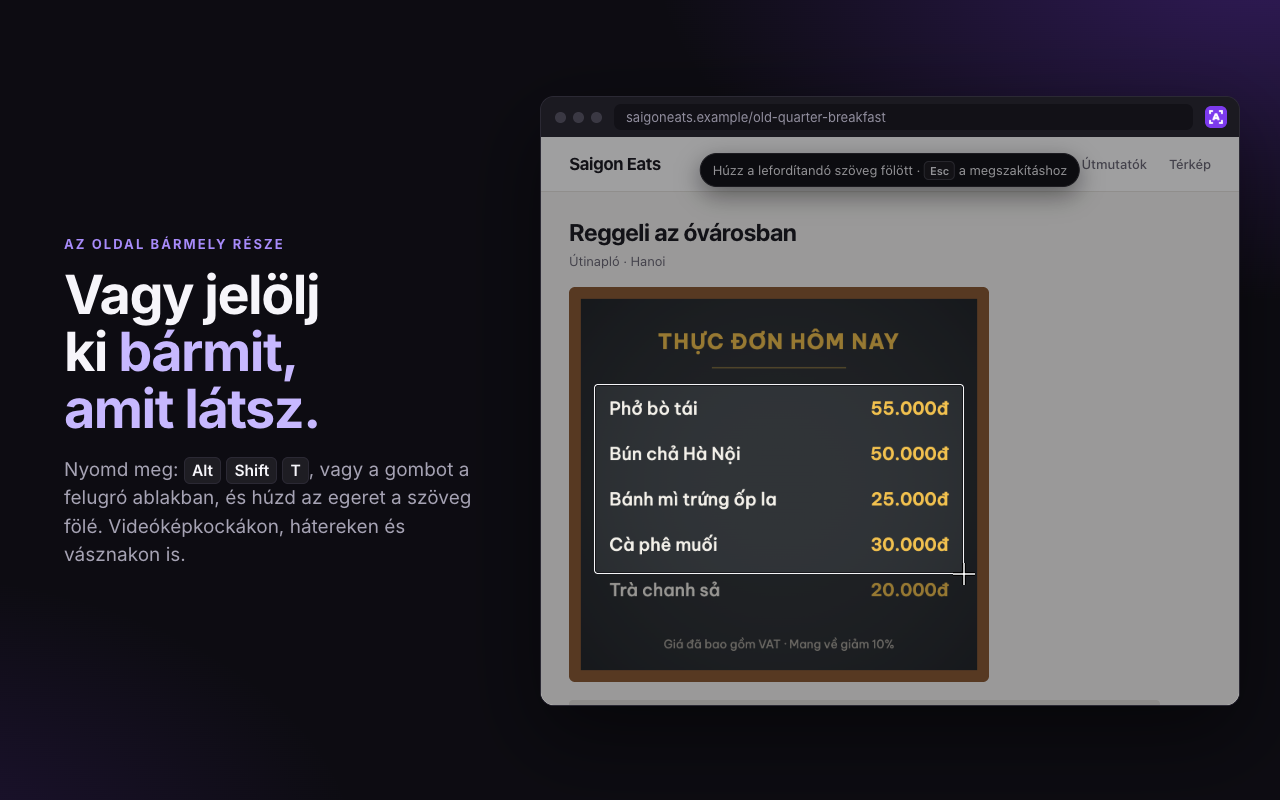 AZ OLDAL BÁRMELY RÉSZE
Vagy jelölj
ki bármit,
amit látsz.
Nyomd meg: Alt Shift T, vagy a gombot a
felugró ablakban, és húzd az egeret a szöveg
fölé. Videóképkockákon, hátereken és
vásznakon is.
saigoneats.example/old-quarter-breakfast
Saigon Eats
Húzz a lefordítandó szöveg fölött · Esc a megszakításhoz
Útmutatók Térkép
Reggeli az óvárosban
Útinapló · Hanoi
THỰC ĐƠN HÔM NAY
Phở bò tái 55.000đ
Bún chả Hà Nội 50.000đ
Bánh mì trứng ốp la 25.000đ
Cà phê muối 30.000đ
Trà chanh sả 20.000đ
Giá đã bao gồm VAT · Mang về giảm 10%